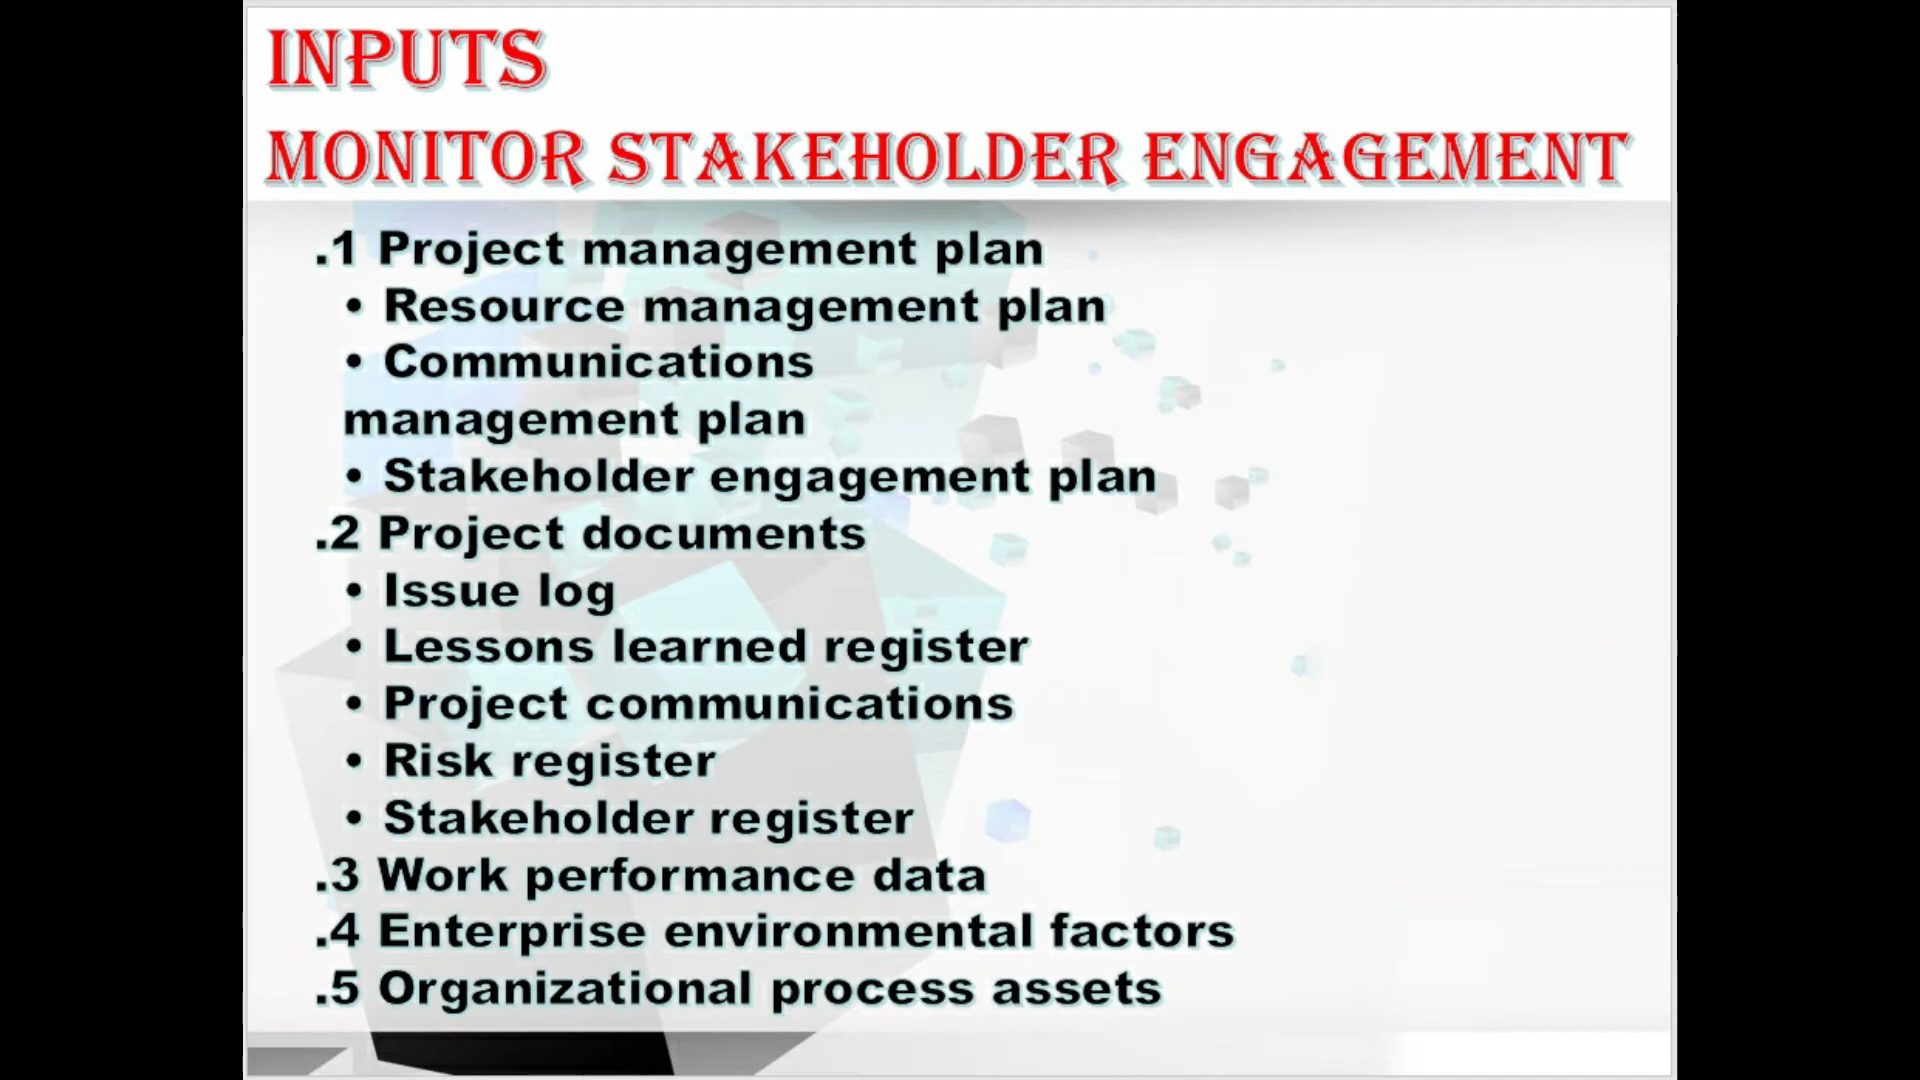 INPUTS
MONITOR STAKEHOLDER ENGAGEMENT
.1 Project management plan
• Resource management plan
• Communications
management plan
• Stakeholder engagement plan
.2 Project documents
• Issue log
• Lessons learned register
• Project communications
• Risk register
• Stakeholder register
.3 Work performance data
.4 Enterprise environmental factors
.5 Organizational process assets